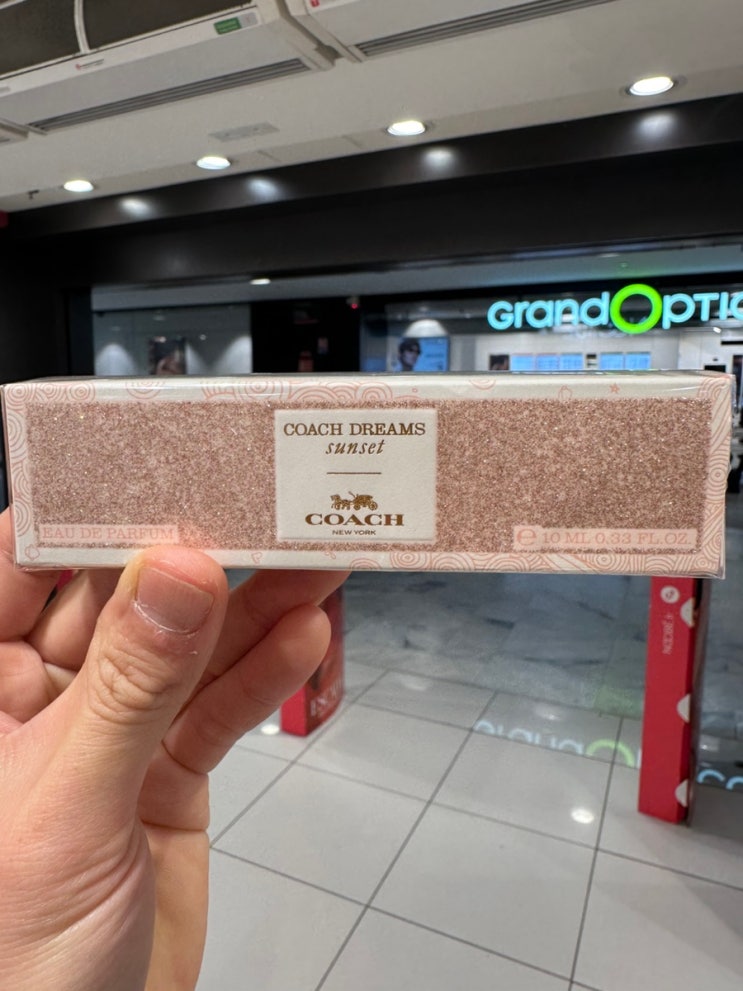 GrandOptic
COACH DREAMS
sunset
COACH
NEW YORK
EAU DE PARFUM
e 10 ML 0.33 FL.OZ.